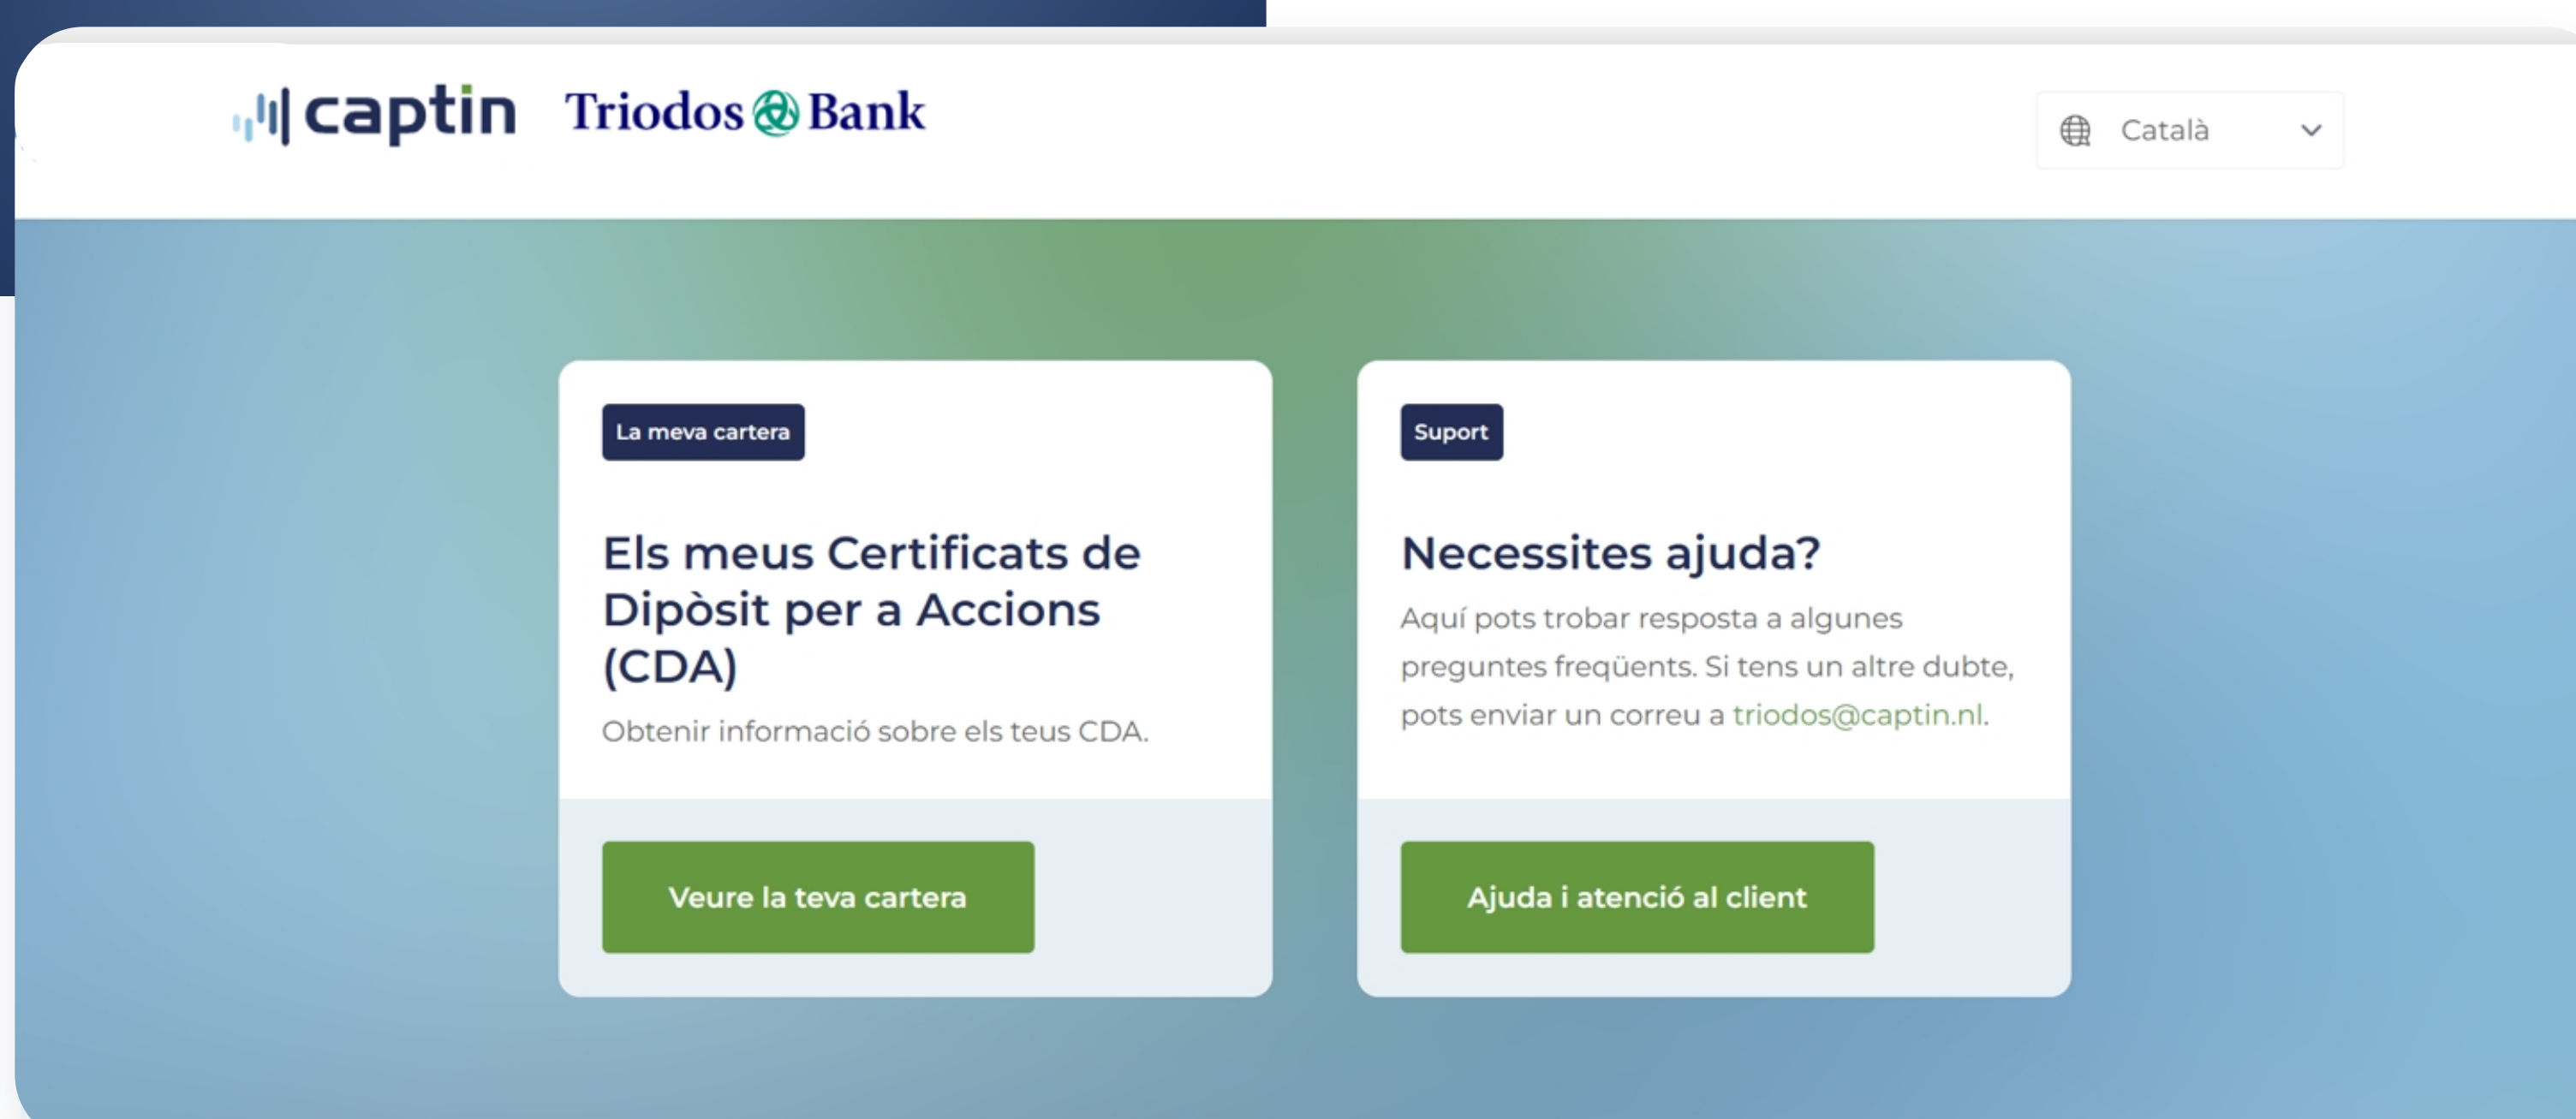 captin Triodos Bank
Català
La meva cartera
Els meus Certificats de
Dipòsit per a Accions
(CDA)
Obtenir informació sobre els teus CDA.
Veure la teva cartera
Suport
Necessites ajuda?
Aquí pots trobar resposta a algunes
preguntes freqüents. Si tens un altre dubte,
pots enviar un correu a triodos@captin.nl.
Ajuda i atenció al client